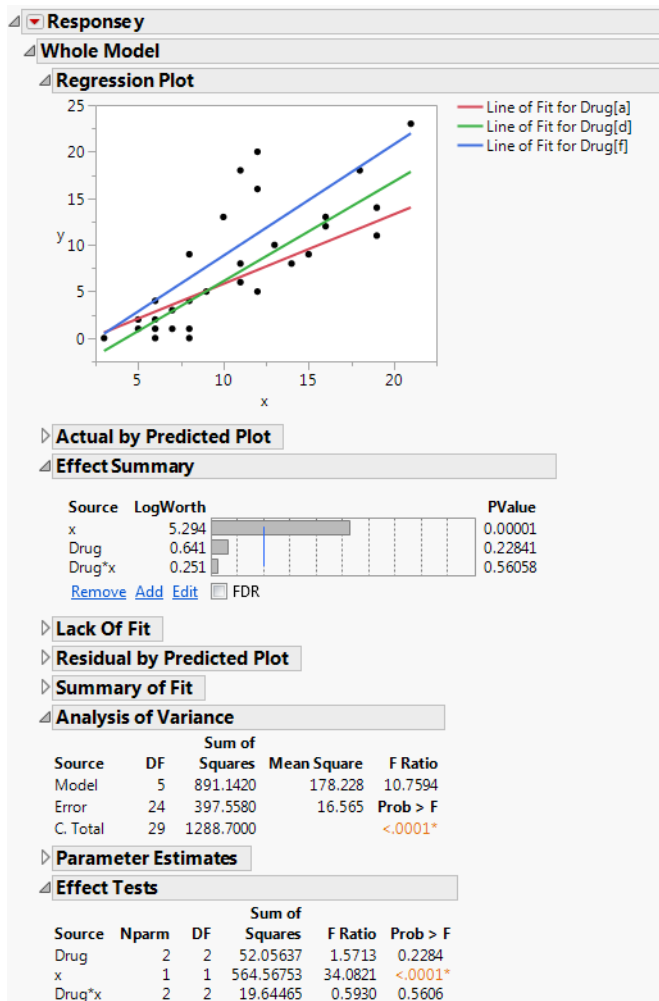 Response y
Whole Model
Regression Plot
25
20
15
10
5
0
y
5 10 15 20
x
Line of Fit for Drug[a]
Line of Fit for Drug[d]
Line of Fit for Drug[f]
Actual by Predicted Plot
Effect Summary
Source LogWorth PValue
x 5.294 0.00001
Drug 0.641 0.22841
Drug*x 0.251 0.56058
Remove Add Edit FDR
Lack Of Fit
Residual by Predicted Plot
Summary of Fit
Analysis of Variance
Sum of
Source DF Squares Mean Square F Ratio
Model 5 891.1420 178.228 10.7594
Error 24 397.5580 16.565 Prob > F
C. Total 29 1288.7000 <.0001*
Parameter Estimates
Effect Tests
Sum of
Source Nparm DF Squares F Ratio Prob > F
Drug 2 2 52.05637 1.5713 0.2284
x 1 1 564.56753 34.0821 <.0001*
Drug*x 2 2 19.64465 0.5930 0.5606